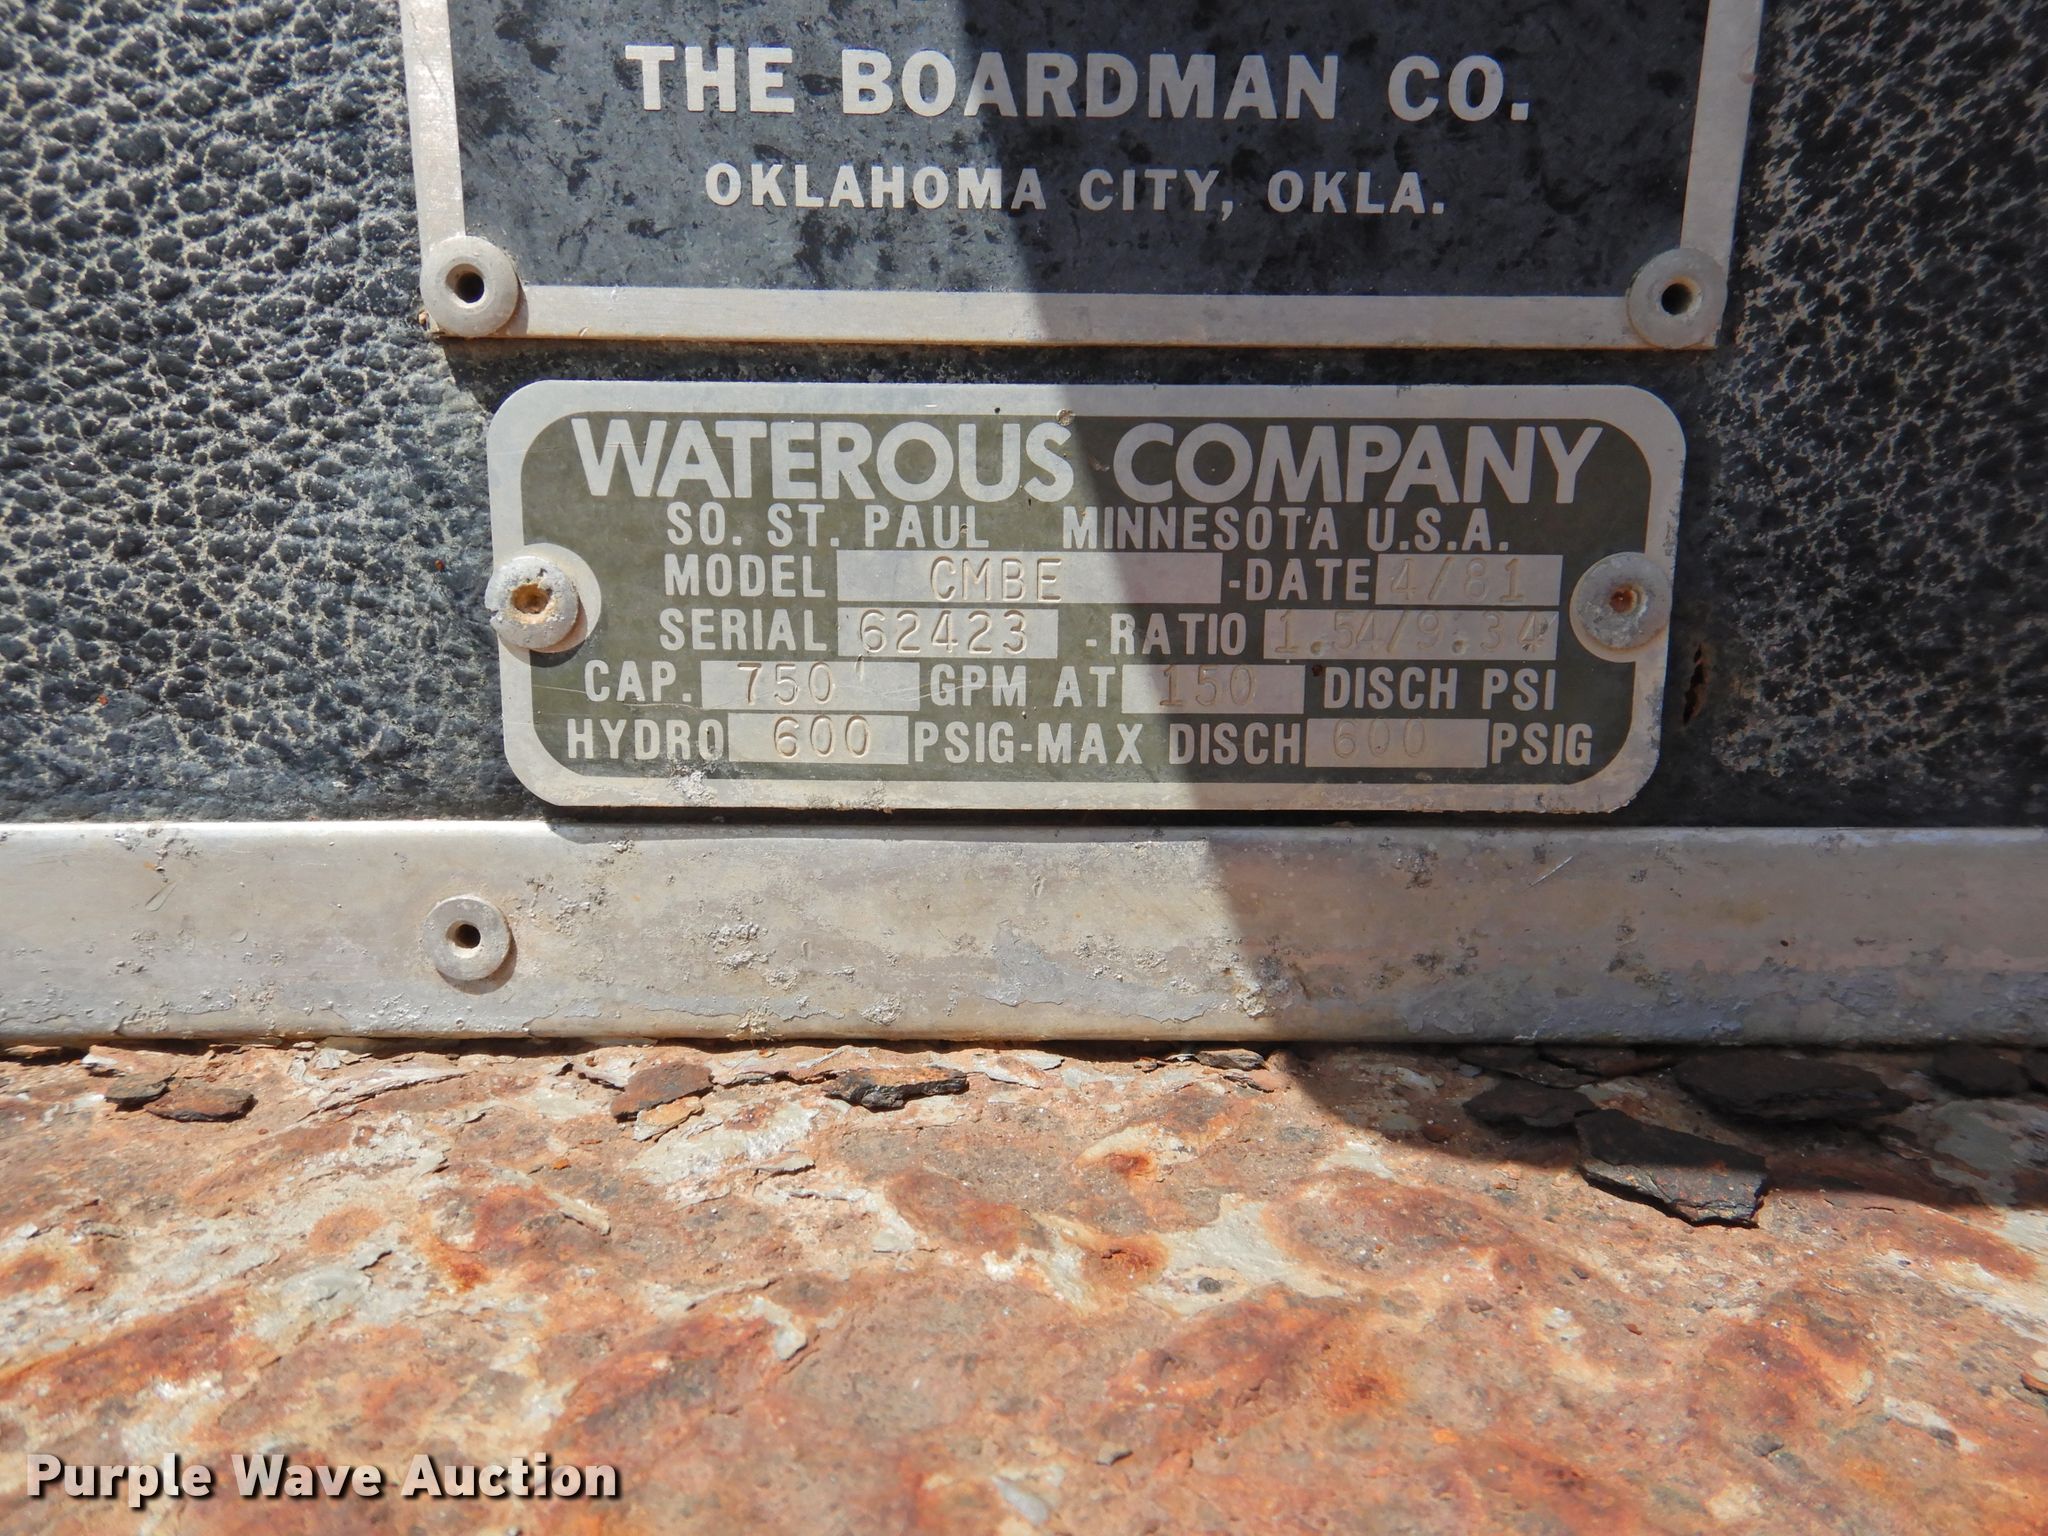 THE BOARDMAN CO.
OKLAHOMA CITY, OKLA.
WATEROUS COMPANY
SO. ST. PAUL MINNESOTA U.S.A.
MODEL CMBE -DATE 4/81
SERIAL 62423 -RATIO 1.54/9.34
CAP. 750 GPM AT 150 DISCH PSI
HYDRO 600 PSIG-MAX DISCH 600 PSIG
Purple Wave Auction